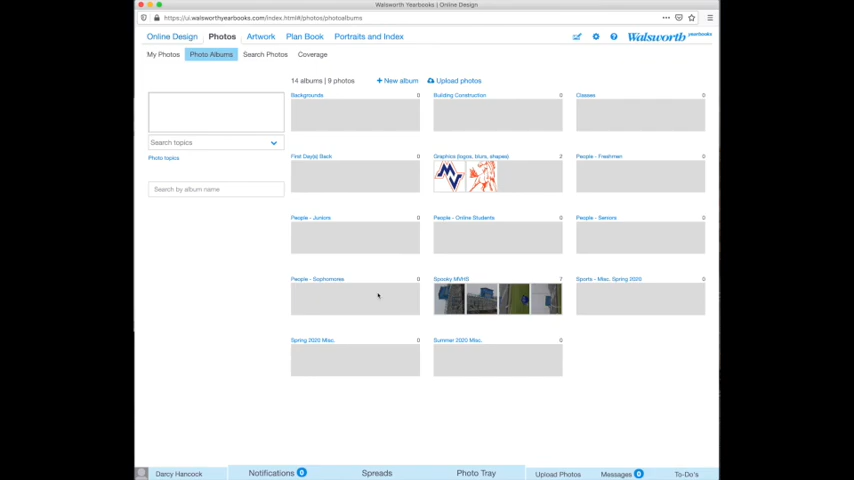 Walsworth Yearbooks | Online Design
https://ui.walsworthyearbooks.com/index.html#/photos/photoalbums
Online Design Photos Artwork Plan Book Portraits and Index Walsworth yearbooks
My Photos Photo Albums Search Photos Coverage
14 albums | 9 photos + New album Upload photos
Backgrounds 0 Building Construction 0 Classes 0
Search topics
Photo topics
Search by album name
First Day(s) Back 0 Graphics (logos, blurs, shapes) 2 People - Freshmen 0
MV
People - Juniors 0 People - Online Students 0 People - Seniors 0
People - Sophomores 0 Spooky MVHS 7 Sports - Misc. Spring 2020 0
Spring 2020 Misc. 0 Summer 2020 Misc. 0
Darcy Hancock Notifications 0 Spreads Photo Tray Upload Photos Messages 0 To-Do's